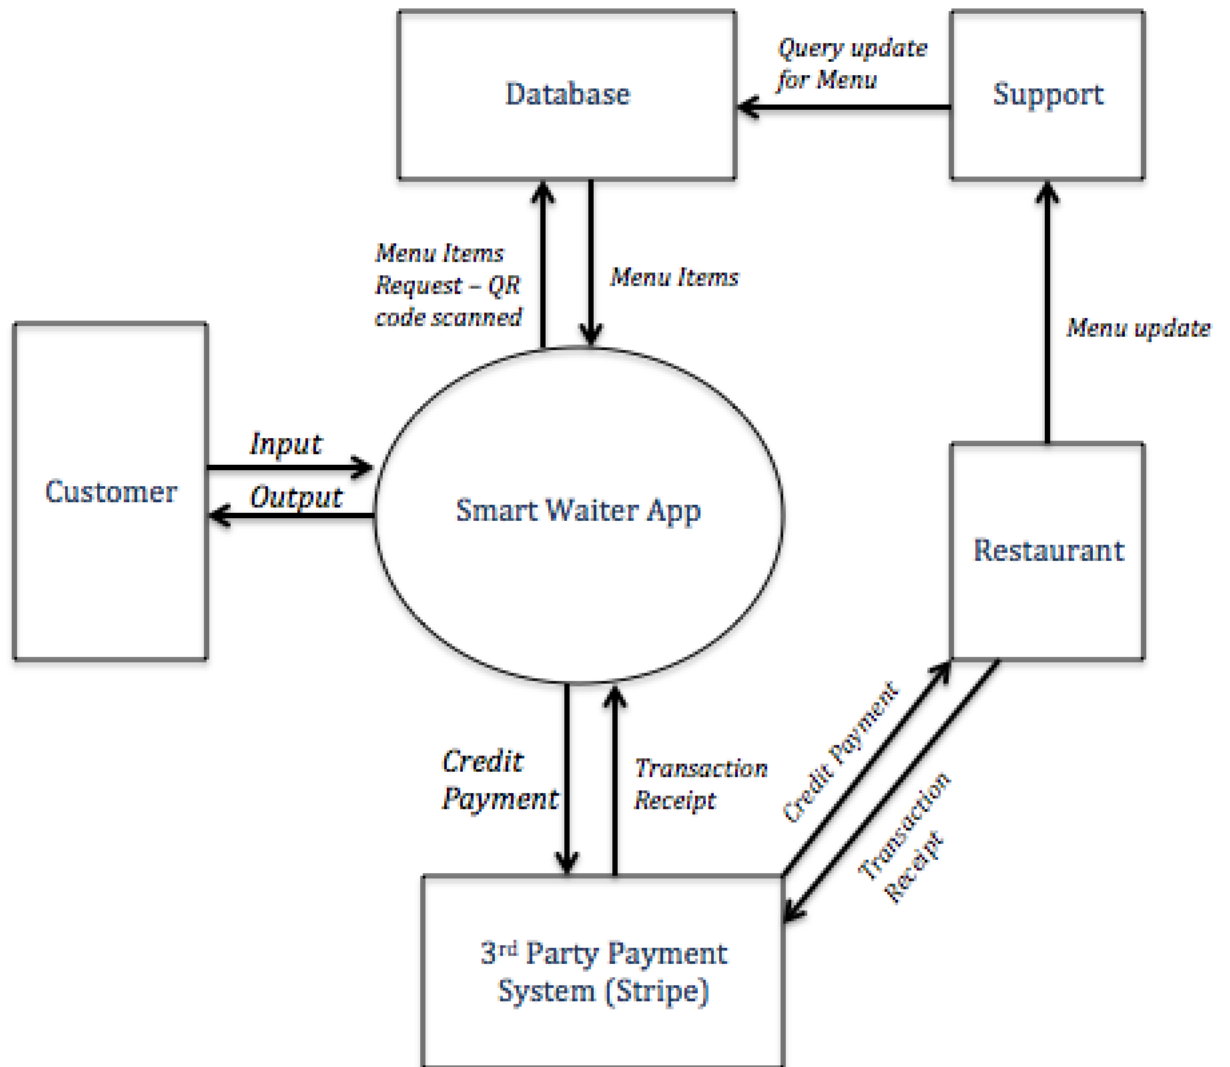 Database
Query update
for Menu
Support
Menu Items
Request – QR
code scanned
Menu Items
Menu update
Customer
Input
Output
Smart Waiter App
Restaurant
Credit
Payment
Transaction
Receipt
Credit Payment
Transaction
Receipt
3rd Party Payment
System (Stripe)